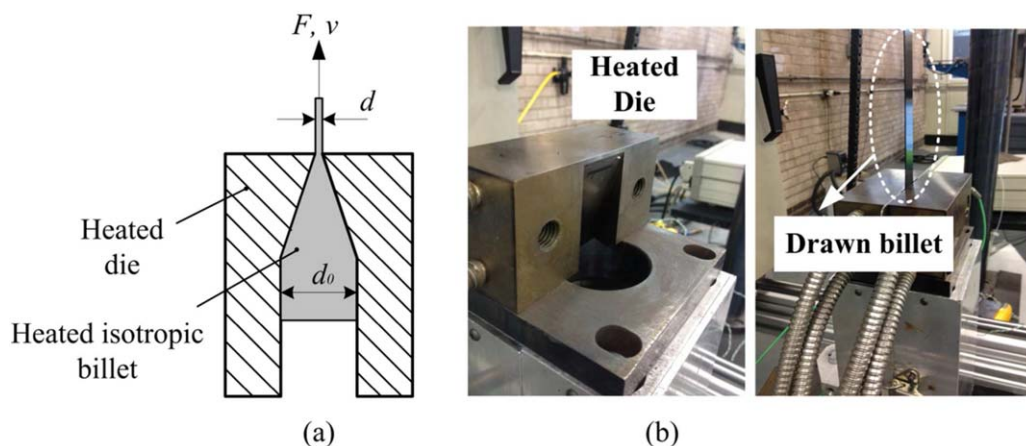 F, v
d
Heated
die
d₀
Heated isotropic
billet
(a)
Heated
Die
Drawn billet
(b)